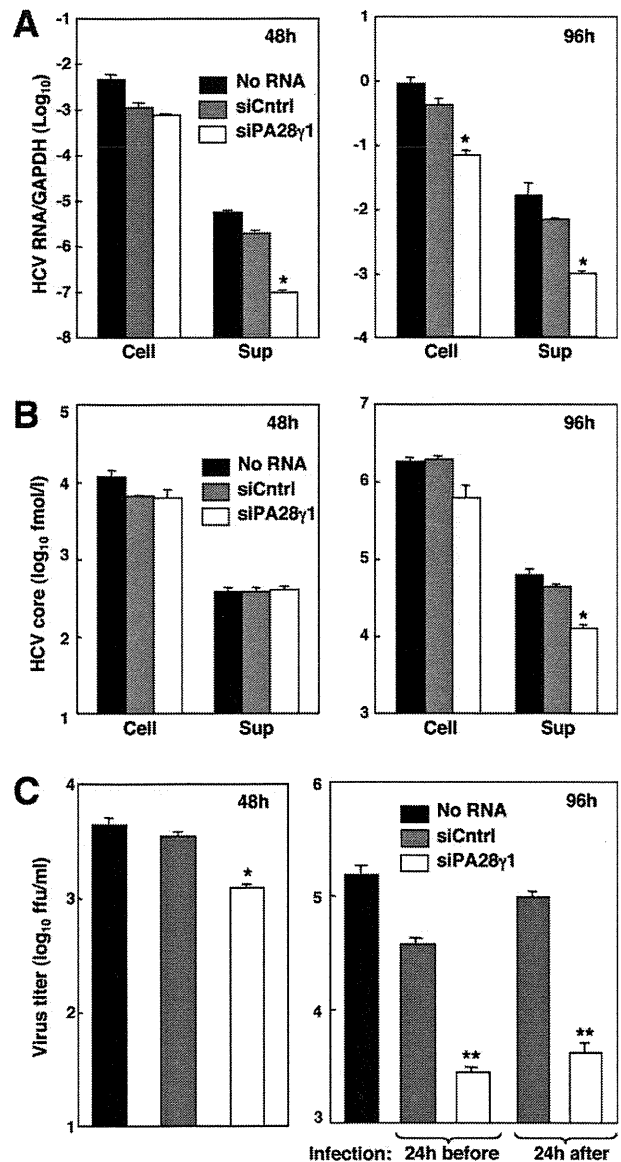 A
HCV RNA/GAPDH (Log10)
-1
-2
-3
-4
-5
-6
-7
-8
48h
No RNA
siCntrl
siPA28γ1
*
Cell
Sup
0
-1
-2
-3
-4
96h
*
*
Cell
Sup
B
HCV core (log10 fmol/l)
5
4
3
2
1
48h
No RNA
siCntrl
siPA28γ1
Cell
Sup
7
6
5
4
3
96h
*
Cell
Sup
C
Virus titer (log10 ffu/ml)
4
3
2
1
48h
*
6
5
4
3
96h
No RNA
siCntrl
siPA28γ1
**
**
Infection: 24h before 24h after